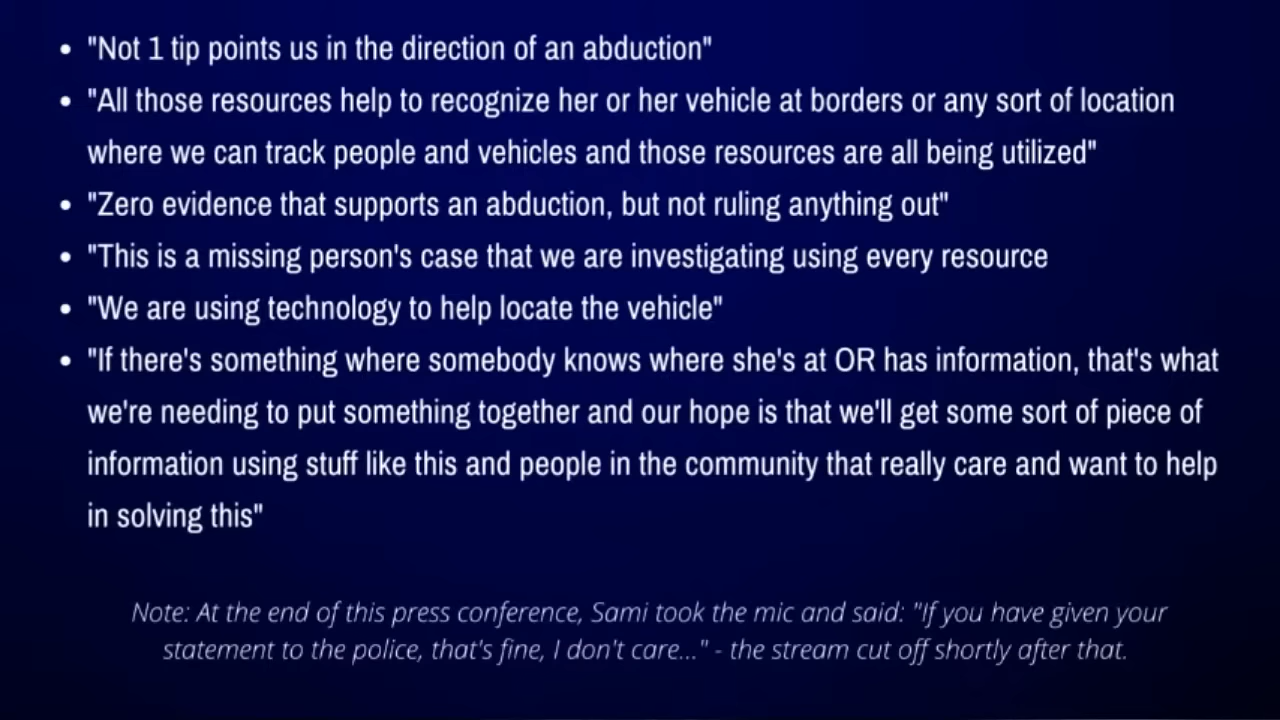 • "Not 1 tip points us in the direction of an abduction"
• "All those resources help to recognize her or her vehicle at borders or any sort of location
where we can track people and vehicles and those resources are all being utilized"
• "Zero evidence that supports an abduction, but not ruling anything out"
• "This is a missing person's case that we are investigating using every resource
• "We are using technology to help locate the vehicle"
• "If there's something where somebody knows where she's at OR has information, that's what
we're needing to put something together and our hope is that we'll get some sort of piece of
information using stuff like this and people in the community that really care and want to help
in solving this"
Note: At the end of this press conference, Sami took the mic and said: "If you have given your
statement to the police, that's fine, I don't care..." - the stream cut off shortly after that.